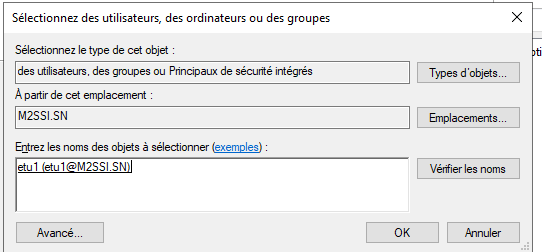 Sélectionnez des utilisateurs, des ordinateurs ou des groupes
Sélectionnez le type de cet objet :
des utilisateurs, des groupes ou Principaux de sécurité intégrés
Types d'objets...
À partir de cet emplacement :
M2SSI.SN
Emplacements...
Entrez les noms des objets à sélectionner (exemples) :
etu1 (etu1@M2SSI.SN)
Vérifier les noms
Avancé...
OK
Annuler